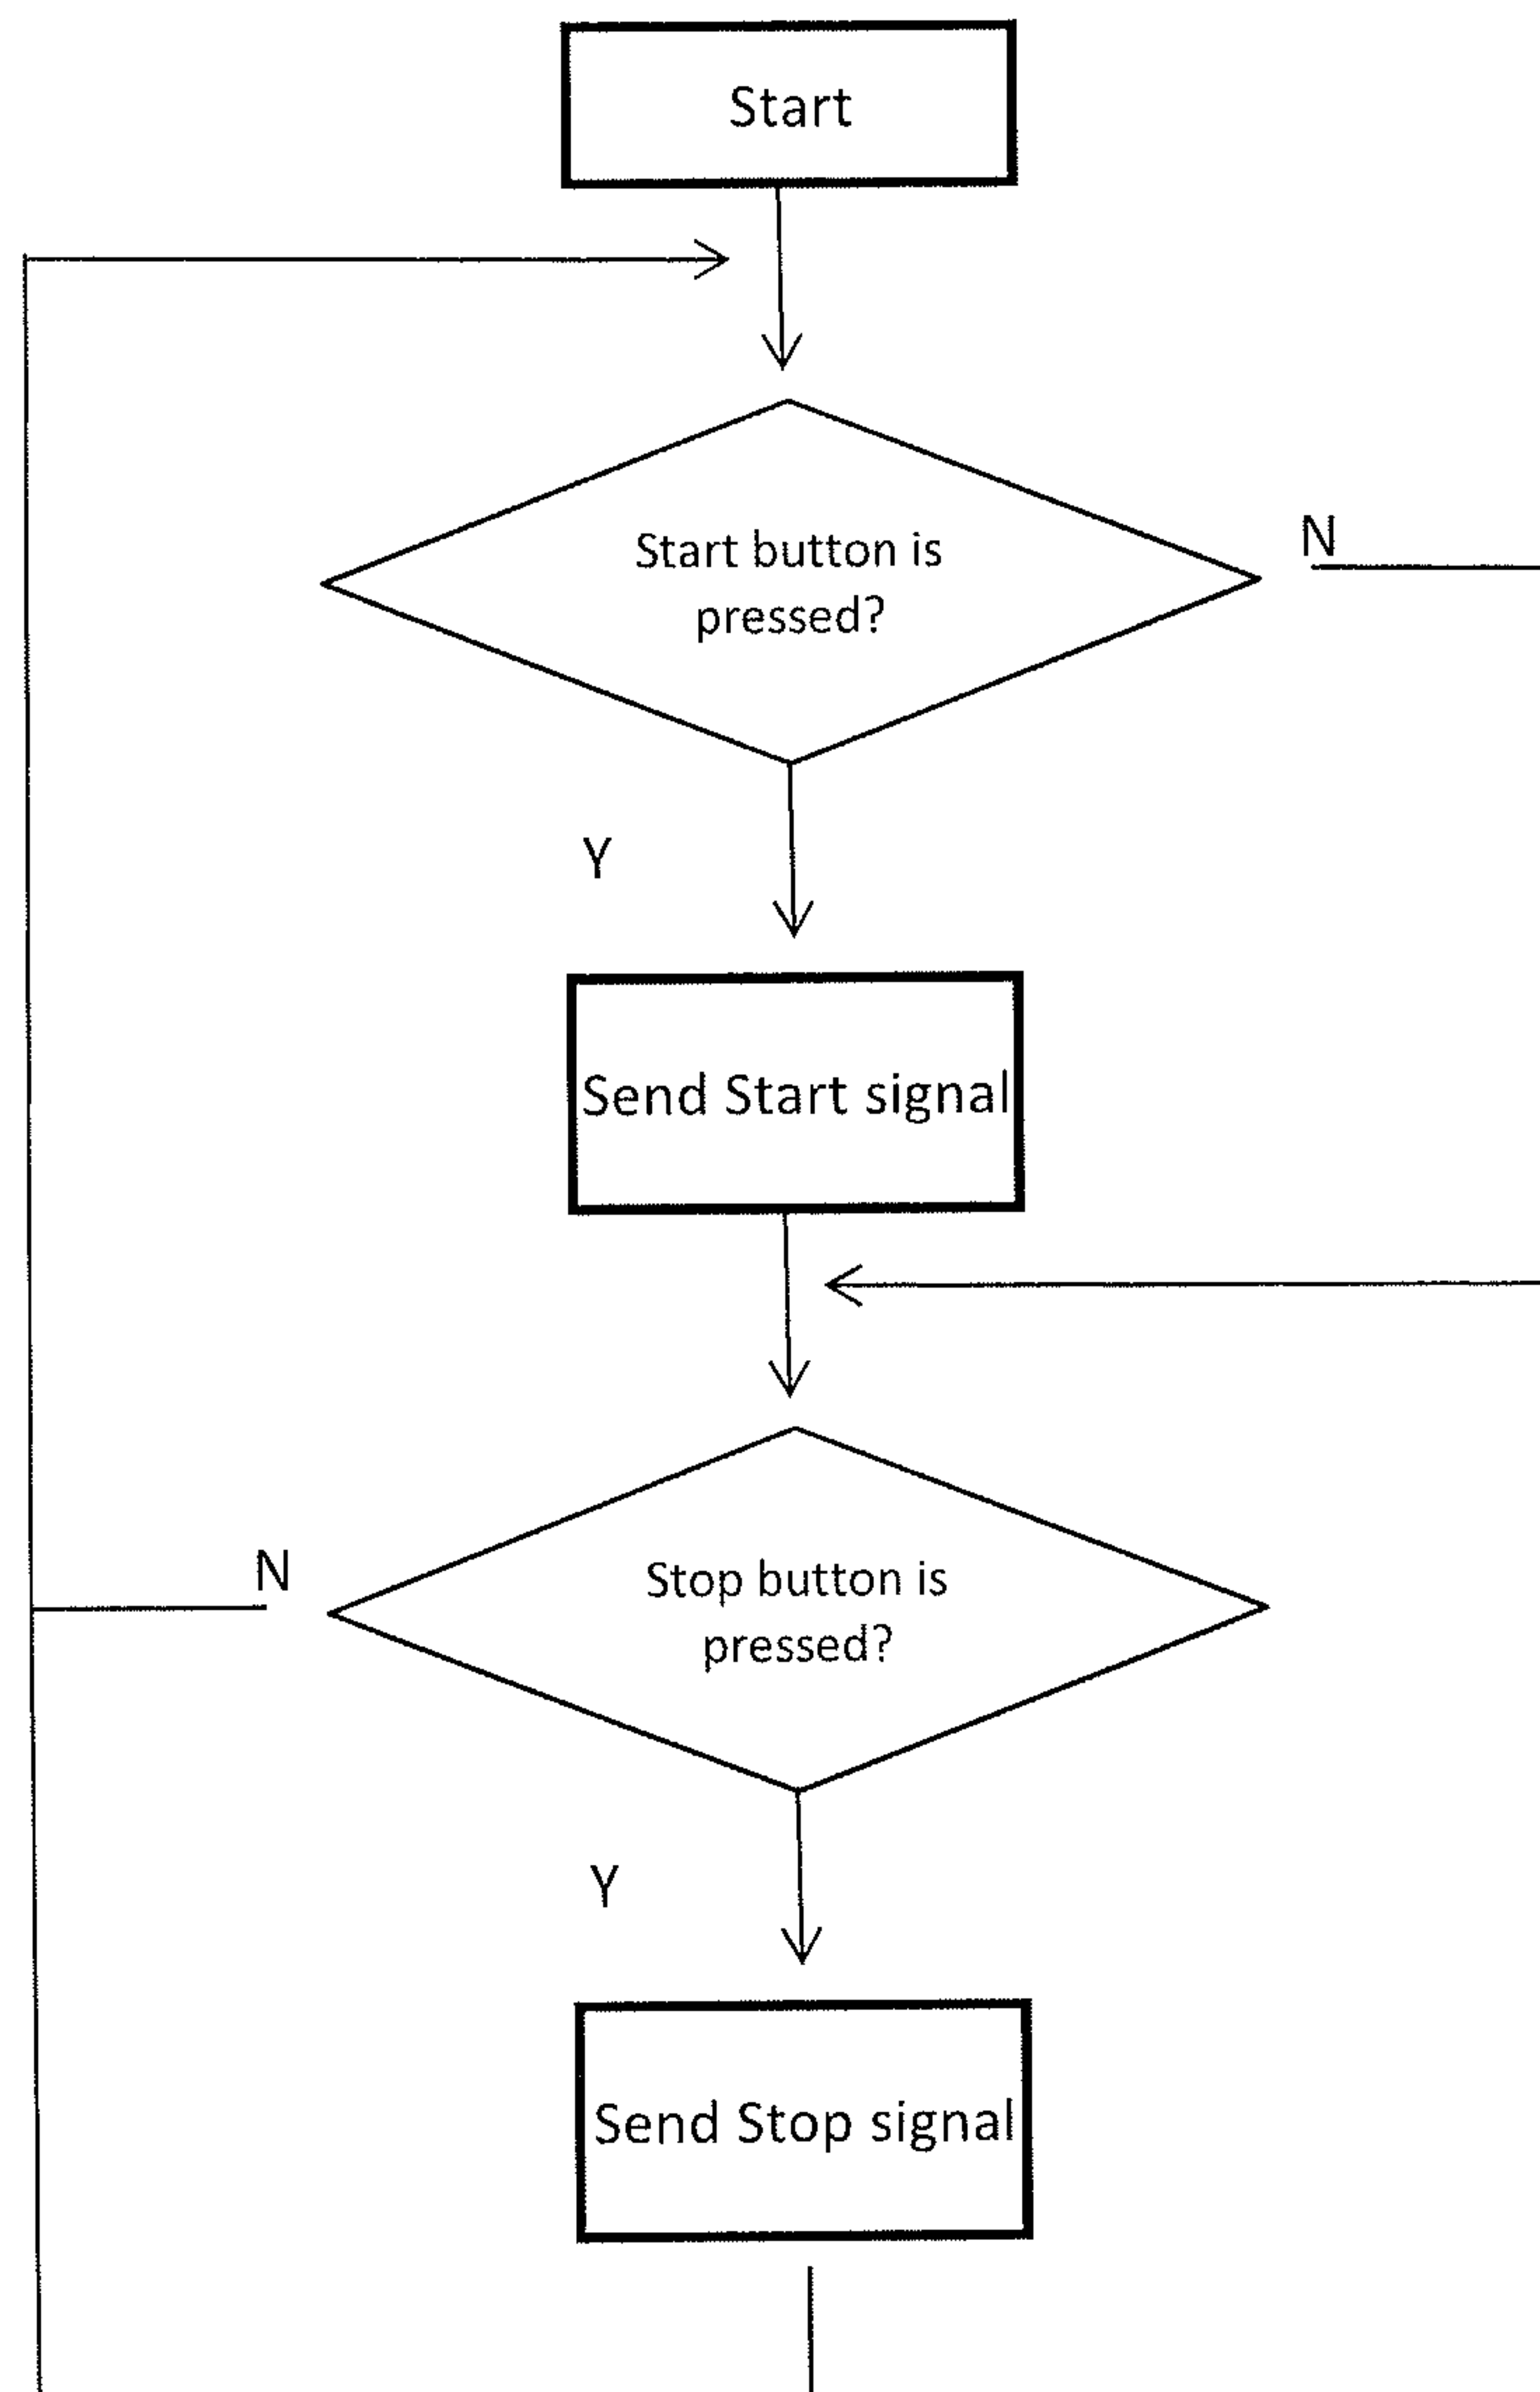 Start
Start button is
pressed?
N
Y
Send Start signal
Stop button is
pressed?
N
Y
Send Stop signal